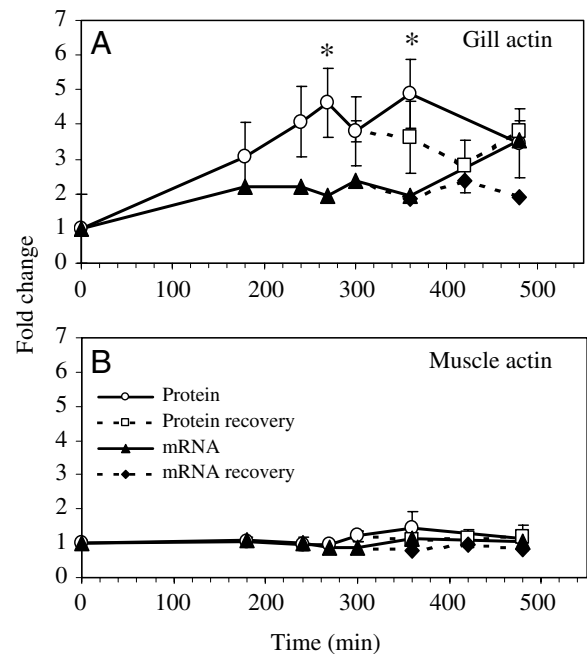 A
* *
Gill actin
7
6
5
4
3
2
1
0
0 100 200 300 400 500
Fold change
B
Muscle actin
7
6
5
4
3
2
1
0
Protein
Protein recovery
mRNA
mRNA recovery
0 100 200 300 400 500
Time (min)